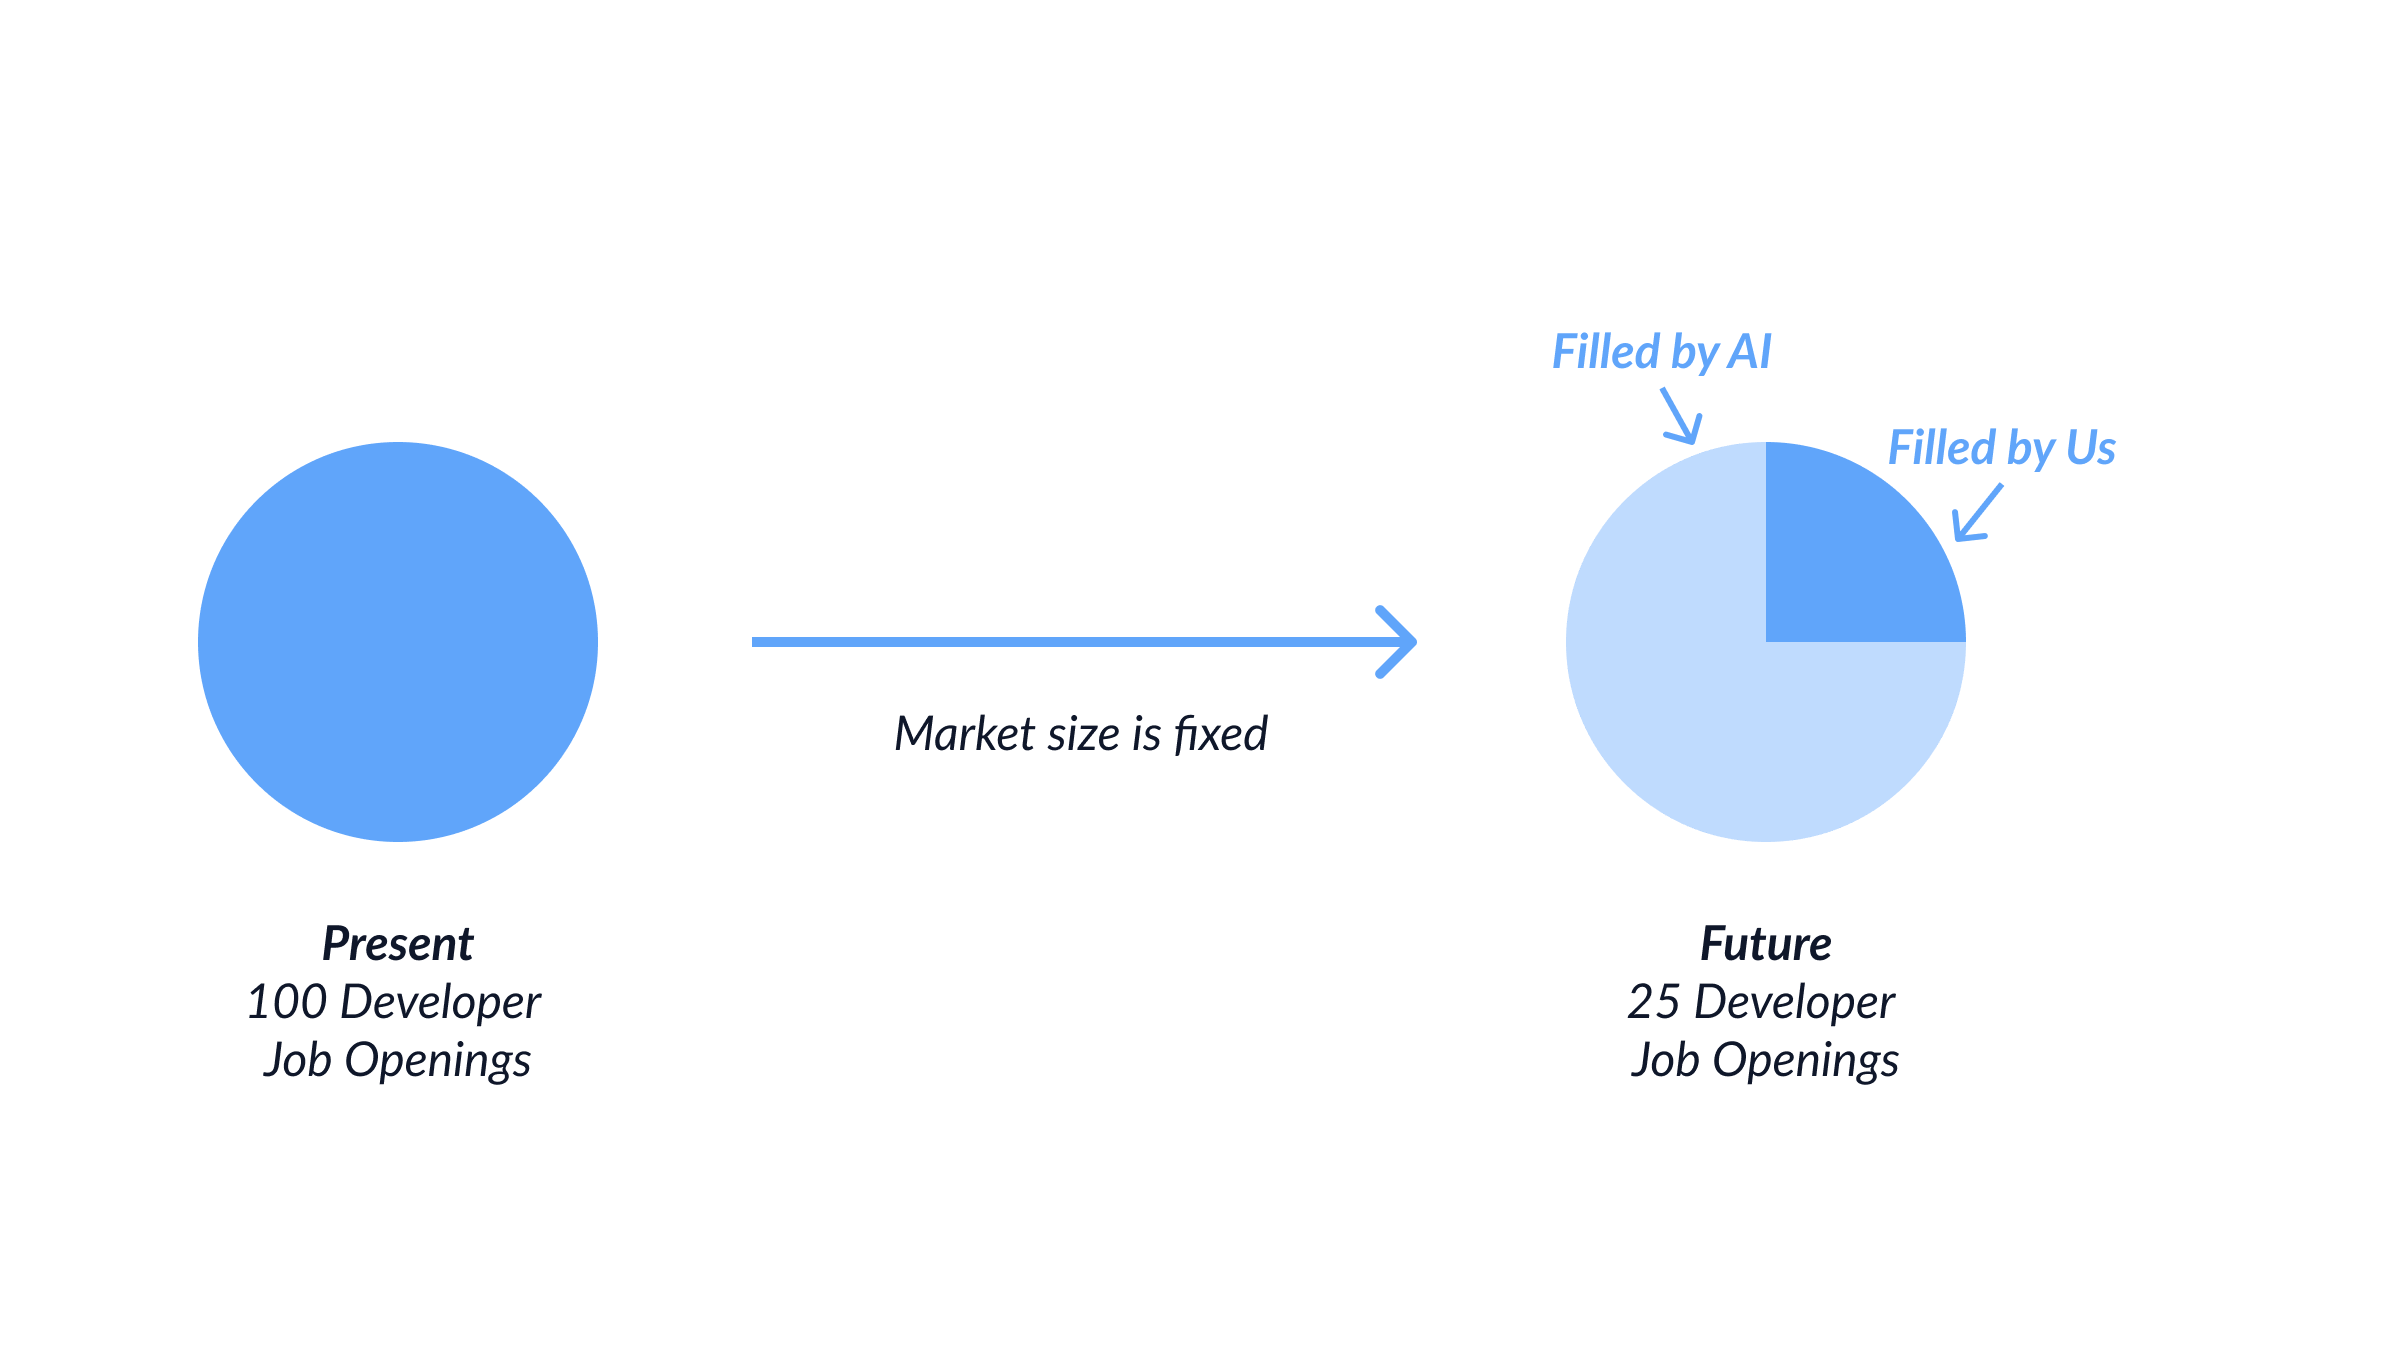 Filled by AI
Filled by Us
Market size is fixed
Present
100 Developer
Job Openings
Future
25 Developer
Job Openings